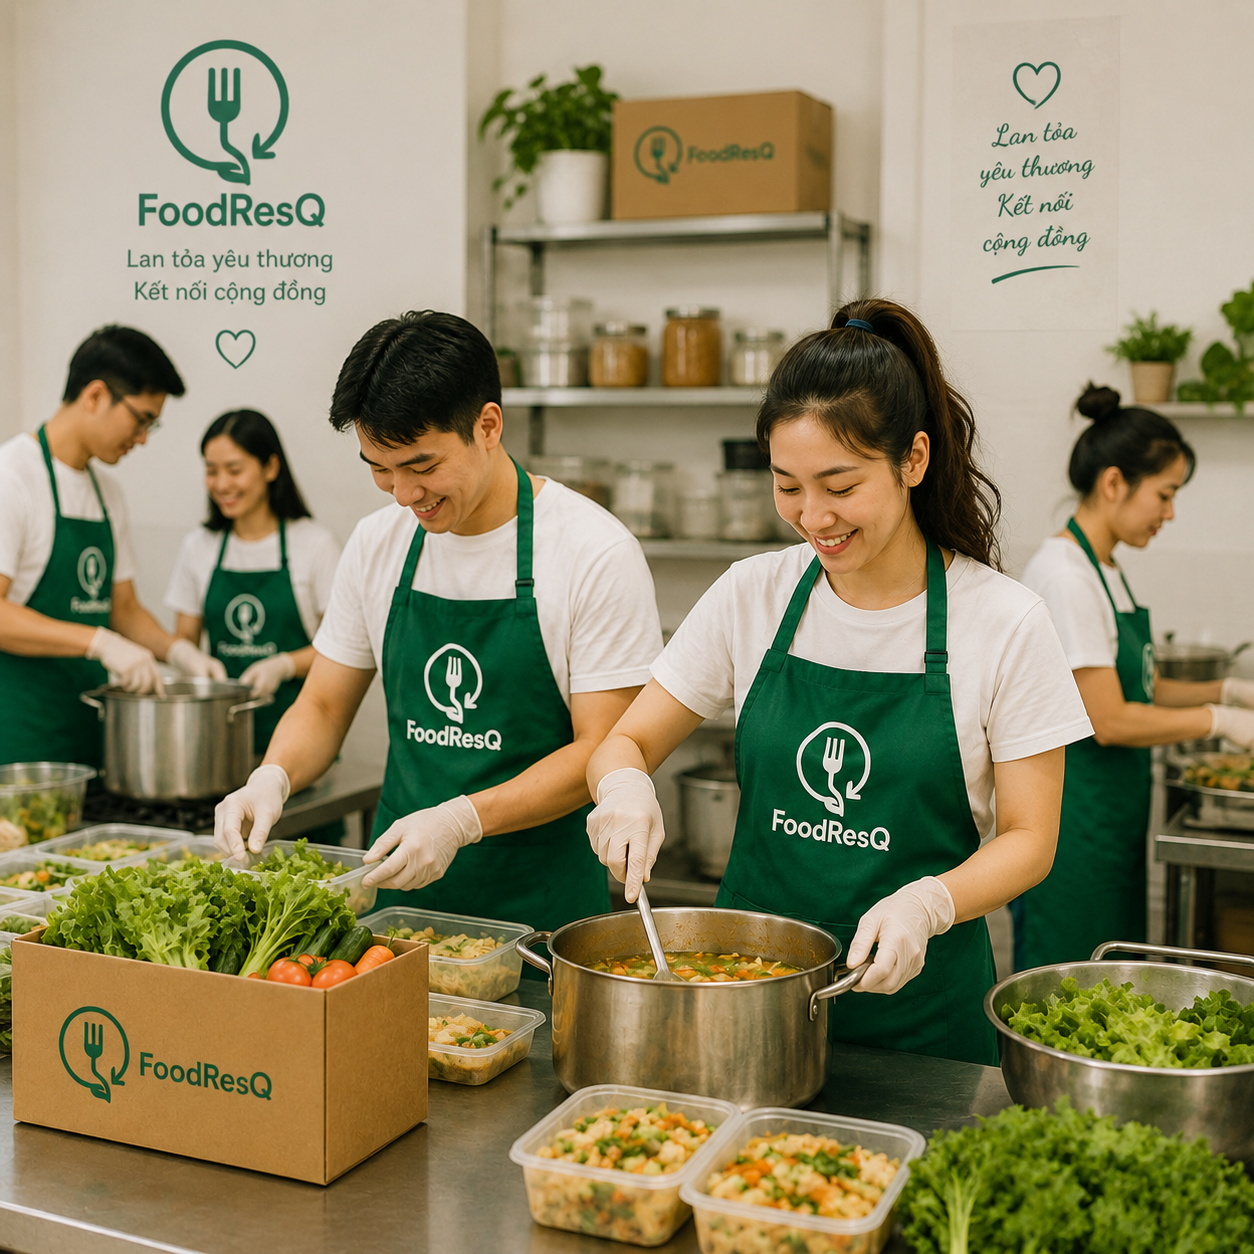 FoodResQ
Lan tỏa yêu thương
Kết nối cộng đồng
FoodResQ
Lan tỏa
yêu thương
Kết nối
cộng đồng
FoodResQ
FoodResQ
FoodResQ
FoodResQ
FoodResQ